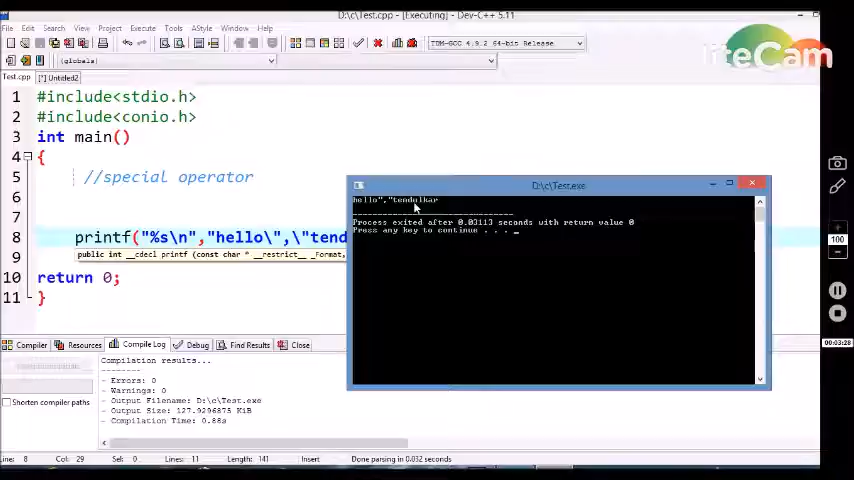 D:\c\Test.cpp - [Executing] - Dev-C++ 5.11
File Edit Search View Project Execute Tools AStyle Window Help
TDM-GCC 4.9.2 64-bit Release
(globals)
liteCam
Test.cpp [*] Untitled2
1 #include<stdio.h>
2 #include<conio.h>
3 int main()
4 {
5 //special operator
6
7
8 printf("%s\n","hello\",\"tend
9 public int __cdecl printf (const char * __restrict__ _Format,
10 return 0;
11 }
D:\c\Test.exe
hello","tendulkar
--------------------------------
Process exited after 0.03113 seconds with return value 0
Press any key to continue . . . _
100
00:03:28
Compiler Resources Compile Log Debug Find Results Close
Compilation results...
--------
- Errors: 0
- Warnings: 0
- Output Filename: D:\c\Test.exe
- Output Size: 127.9296875 KiB
- Compilation Time: 0.88s
Shorten compiler paths
Line: 8 Col: 29 Sel: 0 Lines: 11 Length: 141 Insert Done parsing in 0.032 seconds